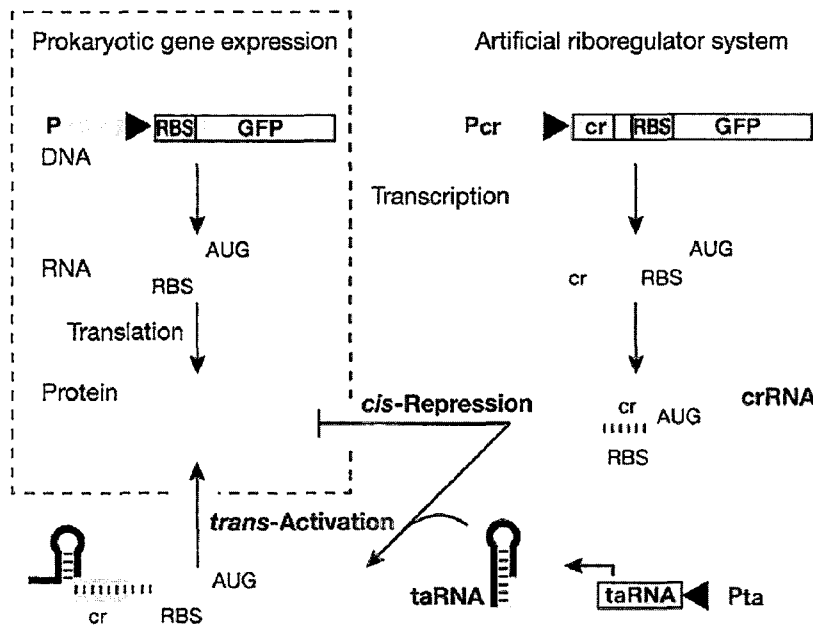 Prokaryotic gene expression
Artificial riboregulator system
P
RBS GFP
DNA
Pcr
cr RBS GFP
Transcription
RNA
AUG
RBS
cr
RBS
AUG
Translation
Protein
cis-Repression
cr
AUG
RBS
crRNA
trans-Activation
AUG
cr
RBS
taRNA
taRNA
Pta